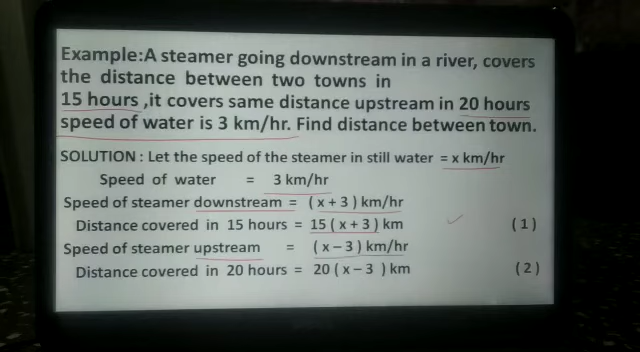 Example:A steamer going downstream in a river, covers
the distance between two towns in
15 hours ,it covers same distance upstream in 20 hours
speed of water is 3 km/hr. Find distance between town.
SOLUTION : Let the speed of the steamer in still water = x km/hr
Speed of water = 3 km/hr
Speed of steamer downstream = ( x + 3 ) km/hr
Distance covered in 15 hours = 15 ( x + 3 ) km (1)
Speed of steamer upstream = ( x – 3 ) km/hr
Distance covered in 20 hours = 20 ( x – 3 ) km (2)